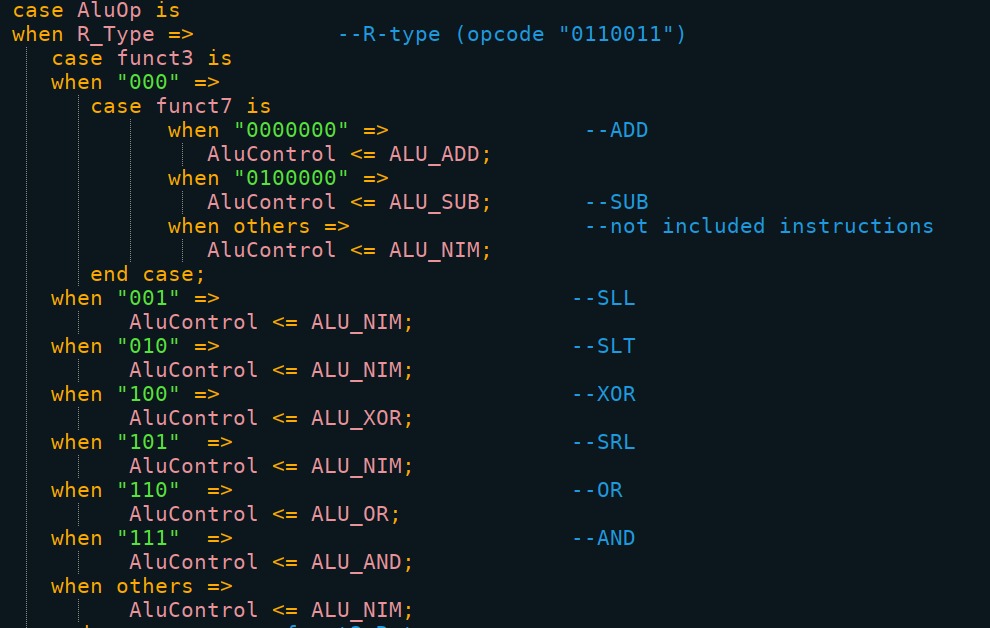 case AluOp is
when R_Type => --R-type (opcode "0110011")
case funct3 is
when "000" =>
case funct7 is
when "0000000" => --ADD
AluControl <= ALU_ADD;
when "0100000" =>
AluControl <= ALU_SUB; --SUB
when others => --not included instructions
AluControl <= ALU_NIM;
end case;
when "001" => --SLL
AluControl <= ALU_NIM;
when "010" => --SLT
AluControl <= ALU_NIM;
when "100" => --XOR
AluControl <= ALU_XOR;
when "101" => --SRL
AluControl <= ALU_NIM;
when "110" => --OR
AluControl <= ALU_OR;
when "111" => --AND
AluControl <= ALU_AND;
when others =>
AluControl <= ALU_NIM;